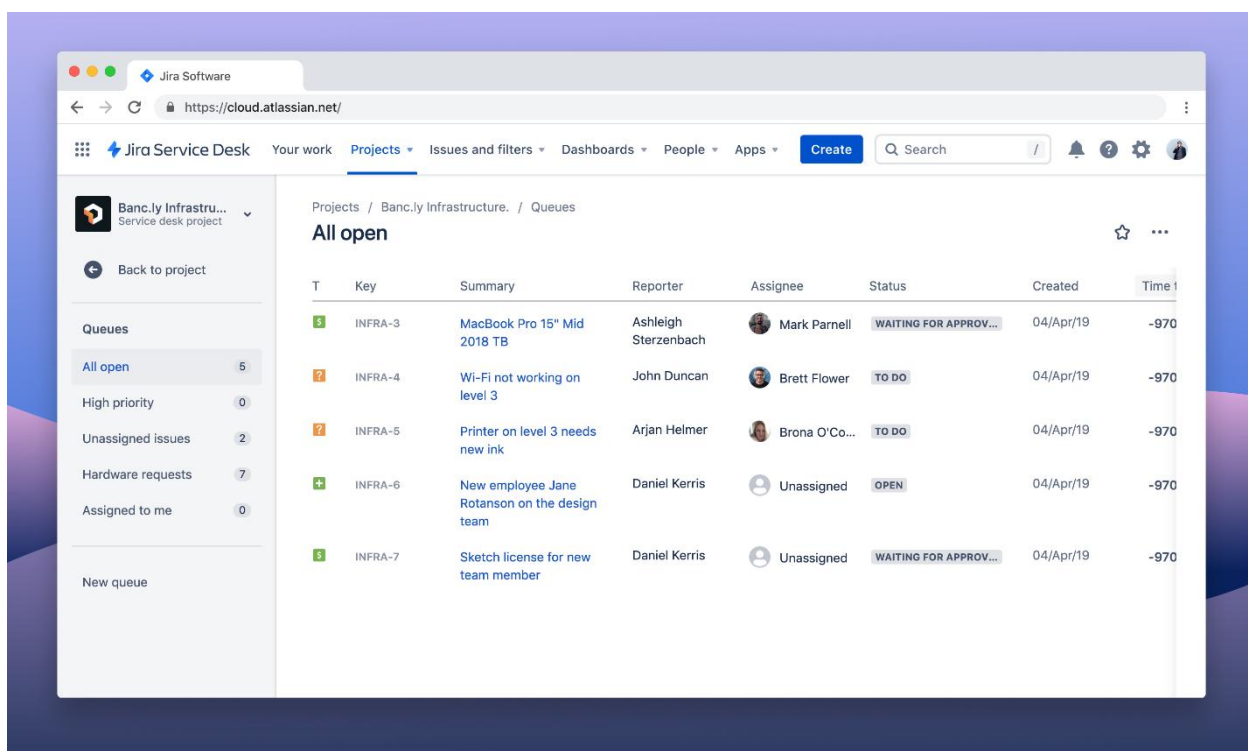 Jira Software
https://cloud.atlassian.net/
Jira Service Desk Your work Projects Issues and filters Dashboards People Apps Create Search /
Banc.ly Infrastru...
Service desk project
Back to project
Queues
All open 5
High priority 0
Unassigned issues 2
Hardware requests 7
Assigned to me 0
New queue
Projects / Banc.ly Infrastructure. / Queues
All open
T Key Summary Reporter Assignee Status Created Time t
INFRA-3 MacBook Pro 15" Mid Ashleigh Mark Parnell WAITING FOR APPROV... 04/Apr/19 -970
2018 TB Sterzenbach
INFRA-4 Wi-Fi not working on John Duncan Brett Flower TO DO 04/Apr/19 -970
level 3
INFRA-5 Printer on level 3 needs Arjan Helmer Brona O'Co... TO DO 04/Apr/19 -970
new ink
INFRA-6 New employee Jane Daniel Kerris Unassigned OPEN 04/Apr/19 -970
Rotanson on the design
team
INFRA-7 Sketch license for new Daniel Kerris Unassigned WAITING FOR APPROV... 04/Apr/19 -970
team member